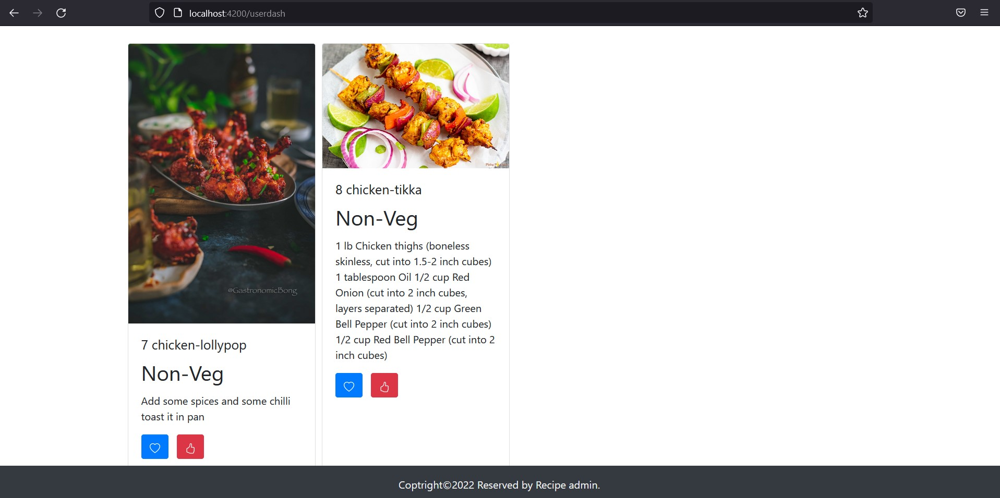 localhost:4200/userdash
@GastronomicBong
7 chicken-lollypop
Non-Veg
Add some spices and some chilli
toast it in pan
8 chicken-tikka
Non-Veg
1 lb Chicken thighs (boneless
skinless, cut into 1.5-2 inch cubes)
1 tablespoon Oil 1/2 cup Red
Onion (cut into 2 inch cubes,
layers separated) 1/2 cup Green
Bell Pepper (cut into 2 inch cubes)
1/2 cup Red Bell Pepper (cut into 2
inch cubes)
Coptright©2022 Reserved by Recipe admin.